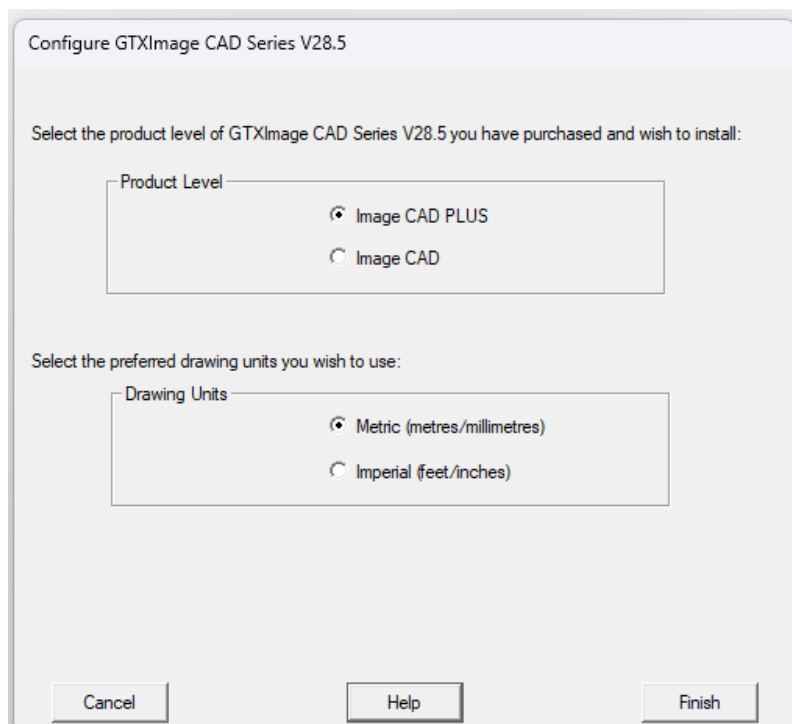 Configure GTXImage CAD Series V28.5
Select the product level of GTXImage CAD Series V28.5 you have purchased and wish to install:
Product Level
Image CAD PLUS
Image CAD
Select the preferred drawing units you wish to use:
Drawing Units
Metric (metres/millimetres)
Imperial (feet/inches)
Cancel
Help
Finish